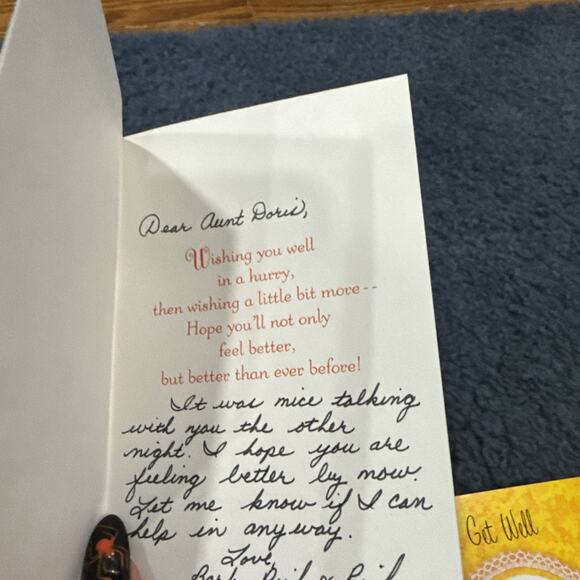 Dear Aunt Doris,
Wishing you well
in a hurry,
then wishing a little bit more--
Hope you'll not only
feel better,
but better than ever before!
It was nice talking
with you the other
night. I hope you are
feeling better by now.
Let me know if I can
help in any way.
Love,
Get Well